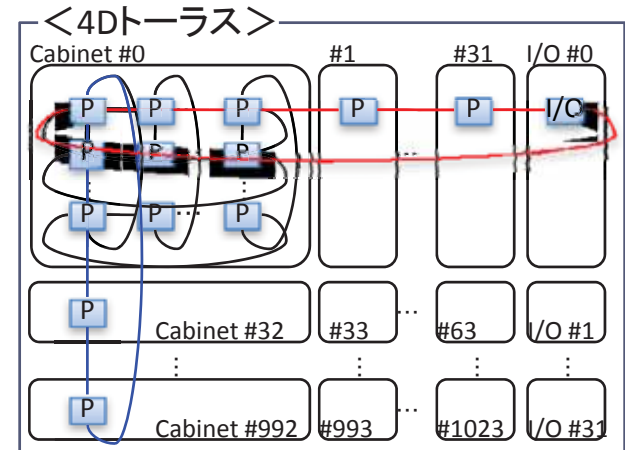 <4Dトーラス>
Cabinet #0 #1 #31 I/O #0
P P P P P I/O
P P P ...
⋮ ⋮
P P ... P
P
Cabinet #32 #33 ... #63 I/O #1
⋮ ⋮ ⋮ ⋮
P
Cabinet #992 #993 ... #1023 I/O #31